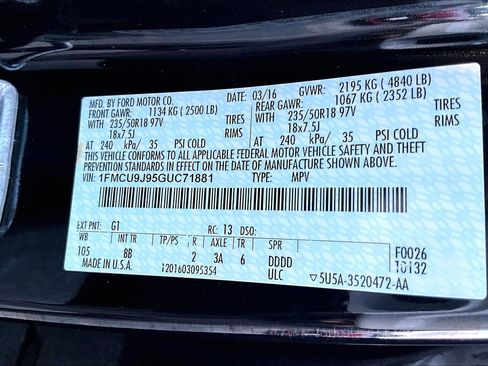 MFD. BY FORD MOTOR CO. DATE: 03/16 GVWR: 2195 KG ( 4840 LB)
FRONT GAWR: 1134 KG ( 2500 LB) REAR GAWR: 1067 KG ( 2352 LB)
WITH 235/50R18 97V TIRES WITH 235/50R18 97V TIRES
18x7.5J RIMS 18x7.5J RIMS
AT 240 kPa/ 35 PSI COLD AT 240 kPa/ 35 PSI COLD
THIS VEHICLE CONFORMS TO ALL APPLICABLE FEDERAL MOTOR VEHICLE SAFETY AND THEFT
PREVENTION STANDARDS IN EFFECT ON THE DATE OF MANUFACTURE SHOWN ABOVE.
VIN: 1FMCU9J95GUC71881 TYPE: MPV
EXT PNT: G1 RC: 13 DSO:
WB INT TR TP/PS R AXLE TR SPR F0026
105 8B 2 3A 6 DDDD T0132
MADE IN U.S.A. 1201603095354 ULC ▽5U5A-3520472-AA